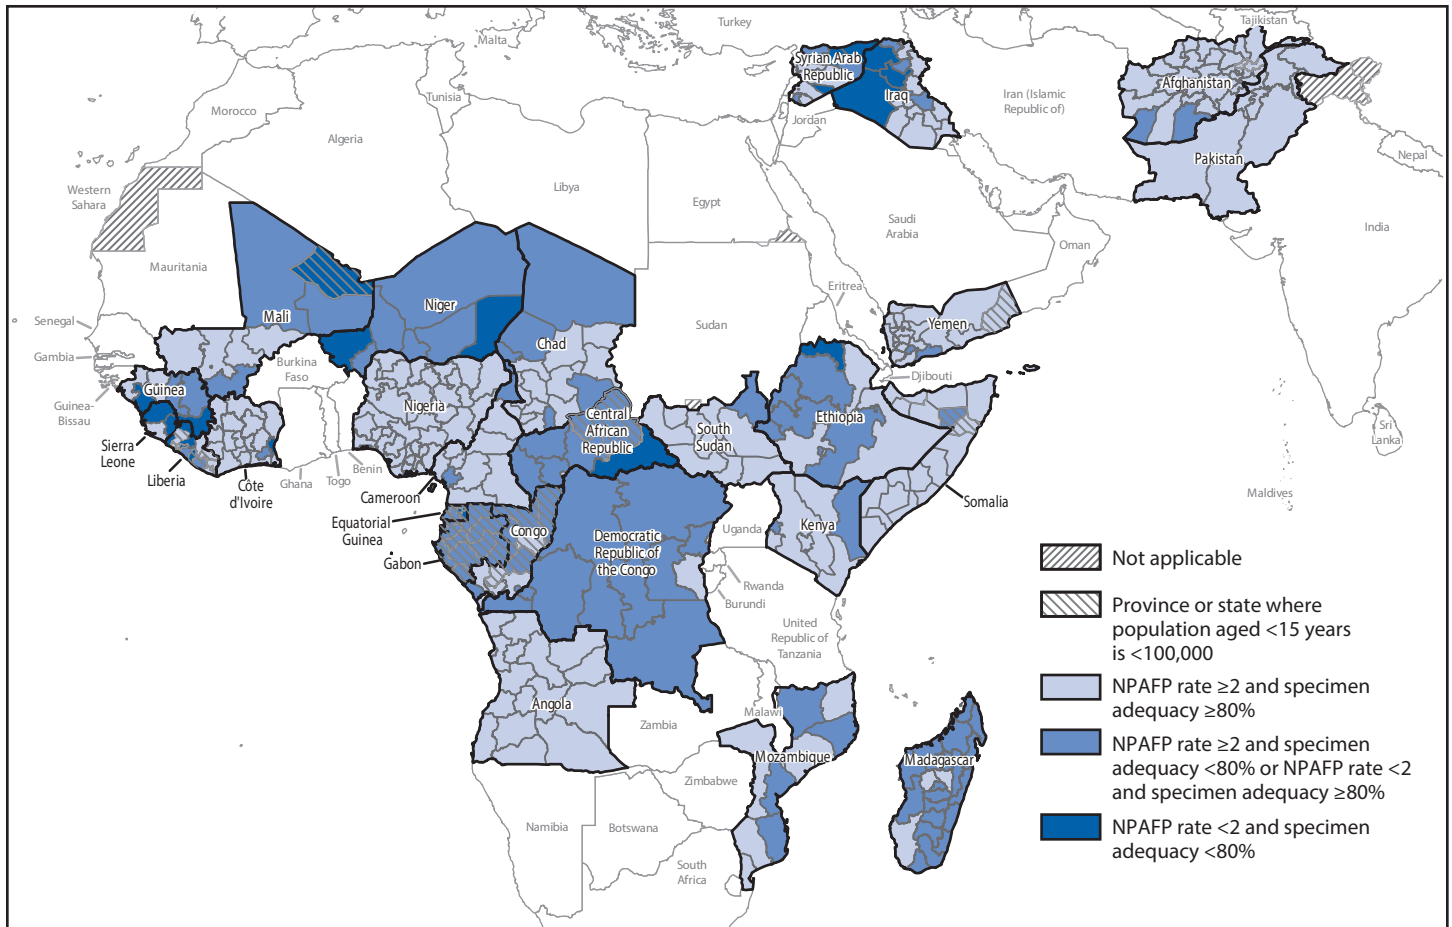 Turkey
Tajikistan
Malta
Syrian Arab
Republic
Afghanistan
Tunisia
Iraq
Iran (Islamic
Republic of)
Morocco
Jordan
Algeria
Pakistan
Nepal
Western
Sahara
Libya
Egypt
Saudi
Arabia
India
Oman
Mauritania
Eritrea
Niger
Mali
Senegal
Sudan
Yemen
Chad
Gambia
Burkina
Faso
Djibouti
Guinea
Guinea-
Bissau
Nigeria
Central
African
Republic
Ethiopia
South
Sudan
Sri
Lanka
Sierra
Leone
Liberia
Côte
d'Ivoire
Ghana
Togo
Benin
Cameroon
Maldives
Somalia
Equatorial
Guinea
Congo
Democratic
Republic of
the Congo
Uganda
Kenya
Gabon
Rwanda
Burundi
United
Republic of
Tanzania
Angola
Malawi
Zambia
Mozambique
Madagascar
Zimbabwe
Namibia
Botswana
South
Africa
Not applicable
Province or state where
population aged <15 years
is <100,000
NPAFP rate ≥2 and specimen
adequacy ≥80%
NPAFP rate ≥2 and specimen
adequacy <80% or NPAFP rate <2
and specimen adequacy ≥80%
NPAFP rate <2 and specimen
adequacy <80%